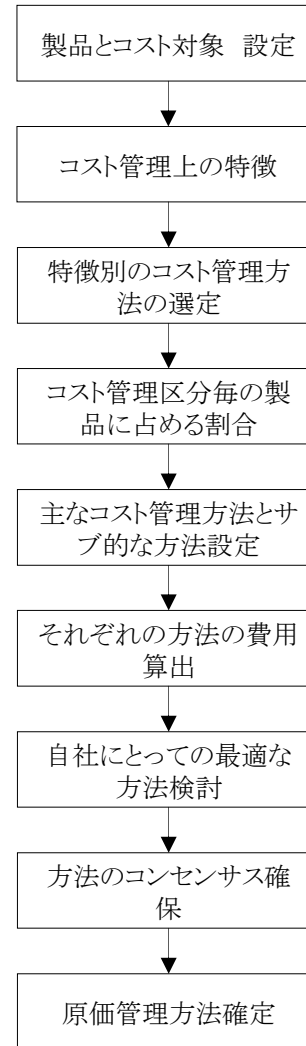 製品とコスト対象　設定
コスト管理上の特徴
特徴別のコスト管理方
法の選定
コスト管理区分毎の製
品に占める割合
主なコスト管理方法とサ
ブ的な方法設定
それぞれの方法の費用
算出
自社にとっての最適な
方法検討
方法のコンセンサス確
保
原価管理方法確定